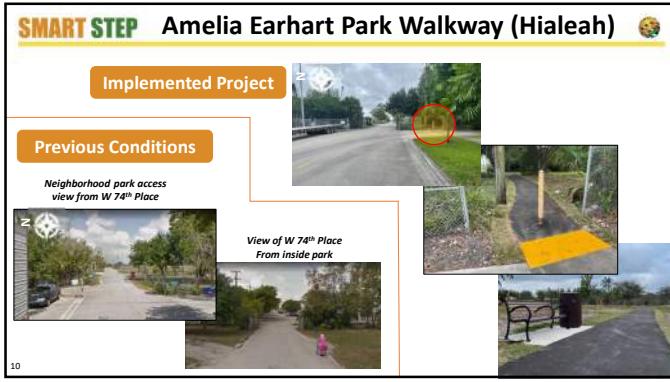 SMART STEP Amelia Earhart Park Walkway (Hialeah)
Implemented Project
N
Previous Conditions
Neighborhood park access
view from W 74th Place
N
View of W 74th Place
From inside park
10